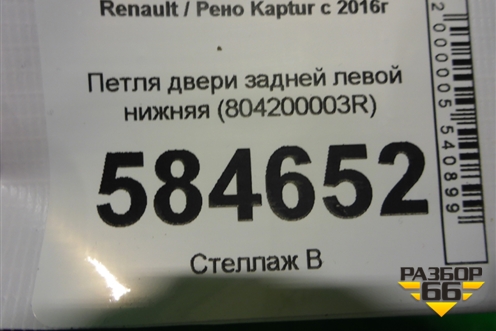 Renault / Рено Kaptur с 2016г
Петля двери задней левой
нижняя (804200003R)
584652
Стеллаж В
2000005540899
РАЗБОР
66